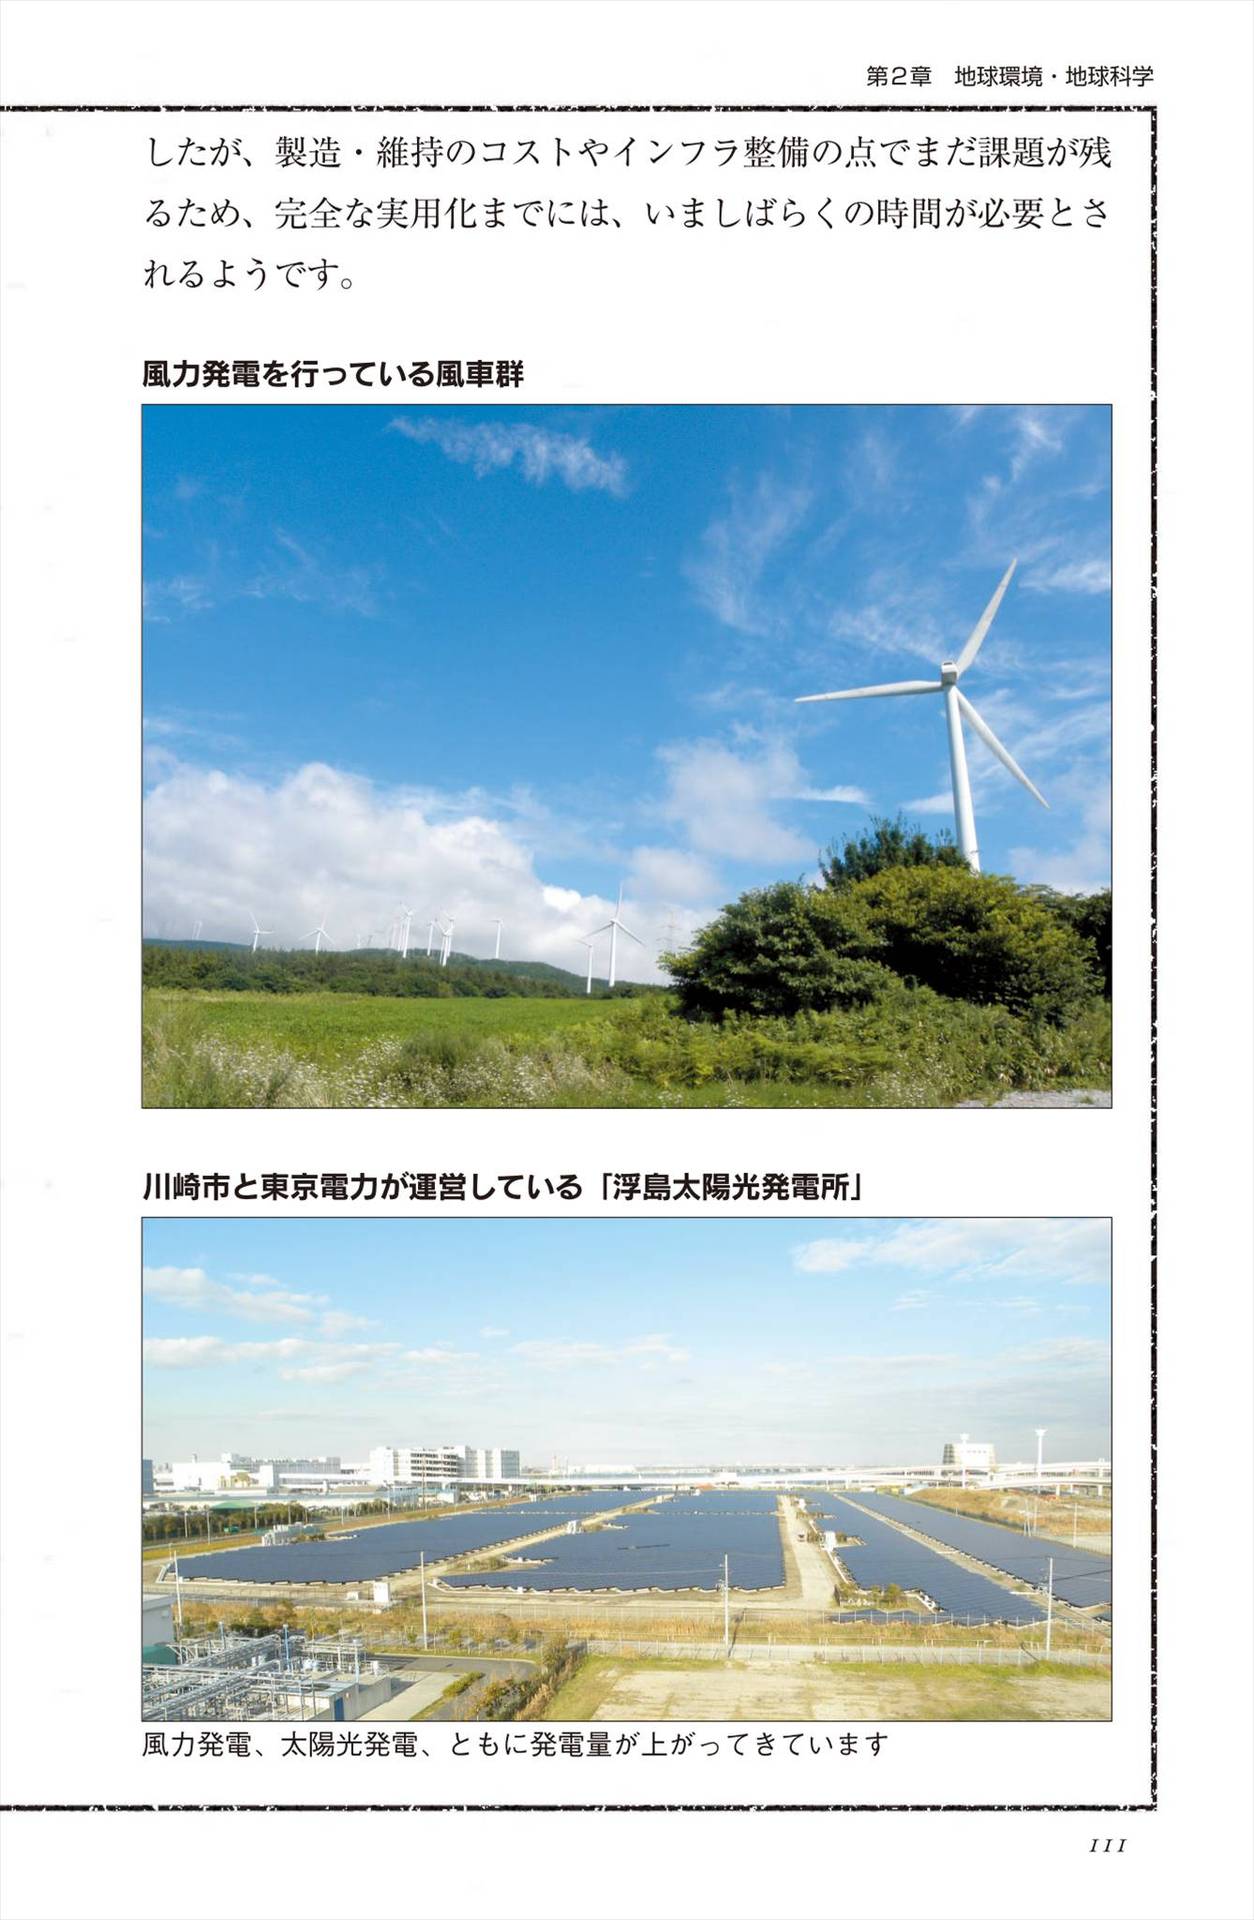 第2章　地球環境・地球科学
したが、製造・維持のコストやインフラ整備の点でまだ課題が残
るため、完全な実用化までには、いましばらくの時間が必要とさ
れるようです。
風力発電を行っている風車群
川崎市と東京電力が運営している「浮島太陽光発電所」
風力発電、太陽光発電、ともに発電量が上がってきています
111